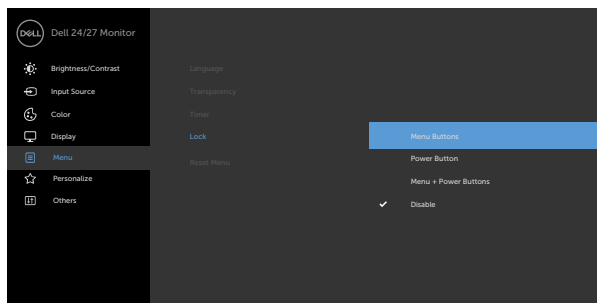 DELL
Dell 24/27 Monitor
Brightness/Contrast
Input Source
Color
Display
Menu
Personalize
Others
Language
Transparency
Timer
Lock
Reset Menu
Menu Buttons
Power Button
Menu + Power Buttons
Disable